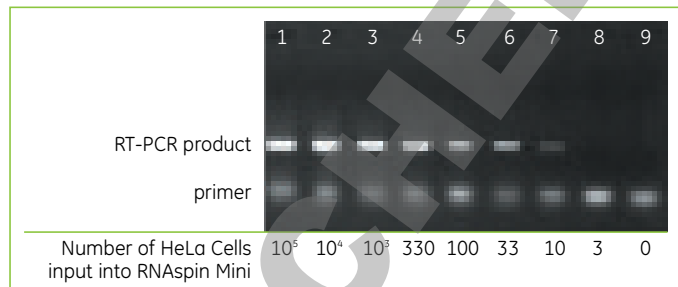 1 2 3 4 5 6 7 8 9
RT-PCR product
primer
Number of HeLa Cells 10⁵ 10⁴ 10³ 330 100 33 10 3 0
input into RNAspin Mini